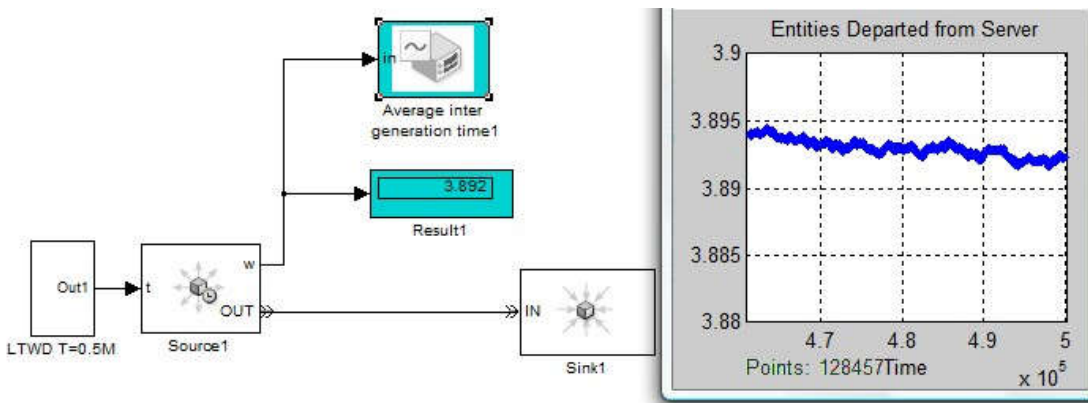 in
Average inter
generation time1
3.892
Result1
Out1
LTWD T=0.5M
t
w
OUT
Source1
IN
Sink1
Entities Departed from Server
3.9
3.895
3.89
3.885
3.88
4.7 4.8 4.9 5
Points: 128457Time
x 10^5